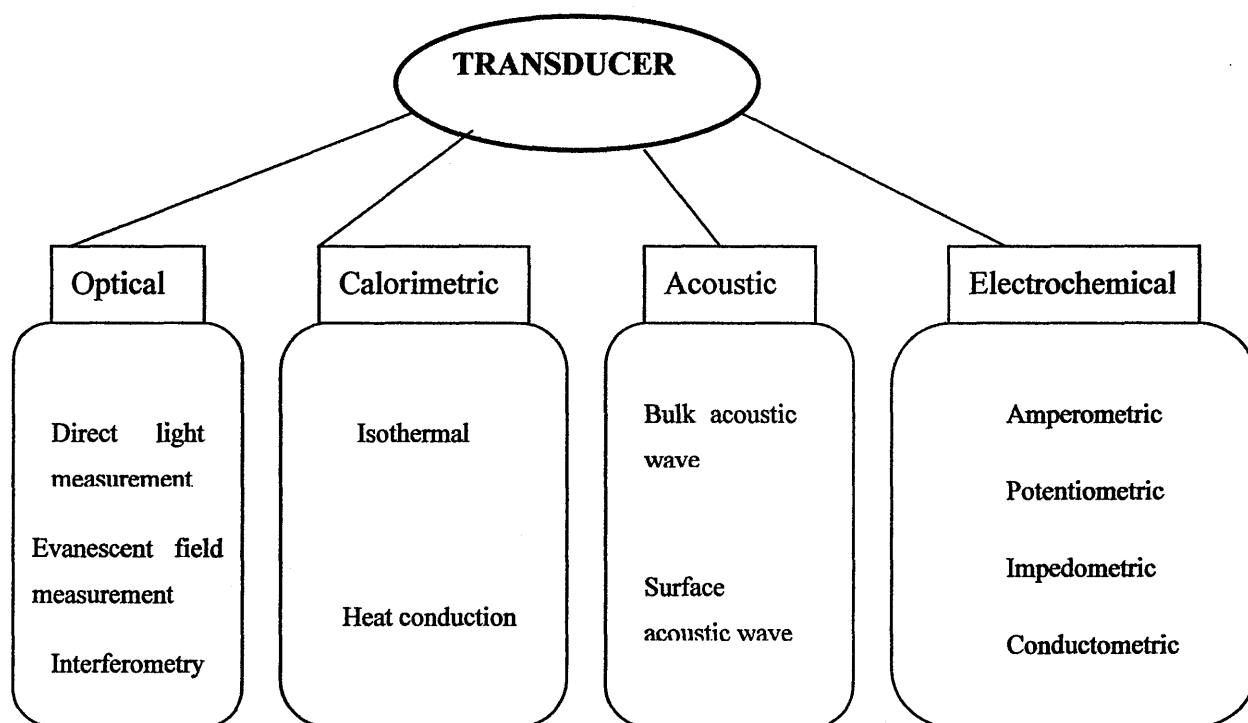 TRANSDUCER
Optical
Calorimetric
Acoustic
Electrochemical
Direct light
measurement
Evanescent field
measurement
Interferometry
Isothermal
Heat conduction
Bulk acoustic
wave
Surface
acoustic wave
Amperometric
Potentiometric
Impedometric
Conductometric